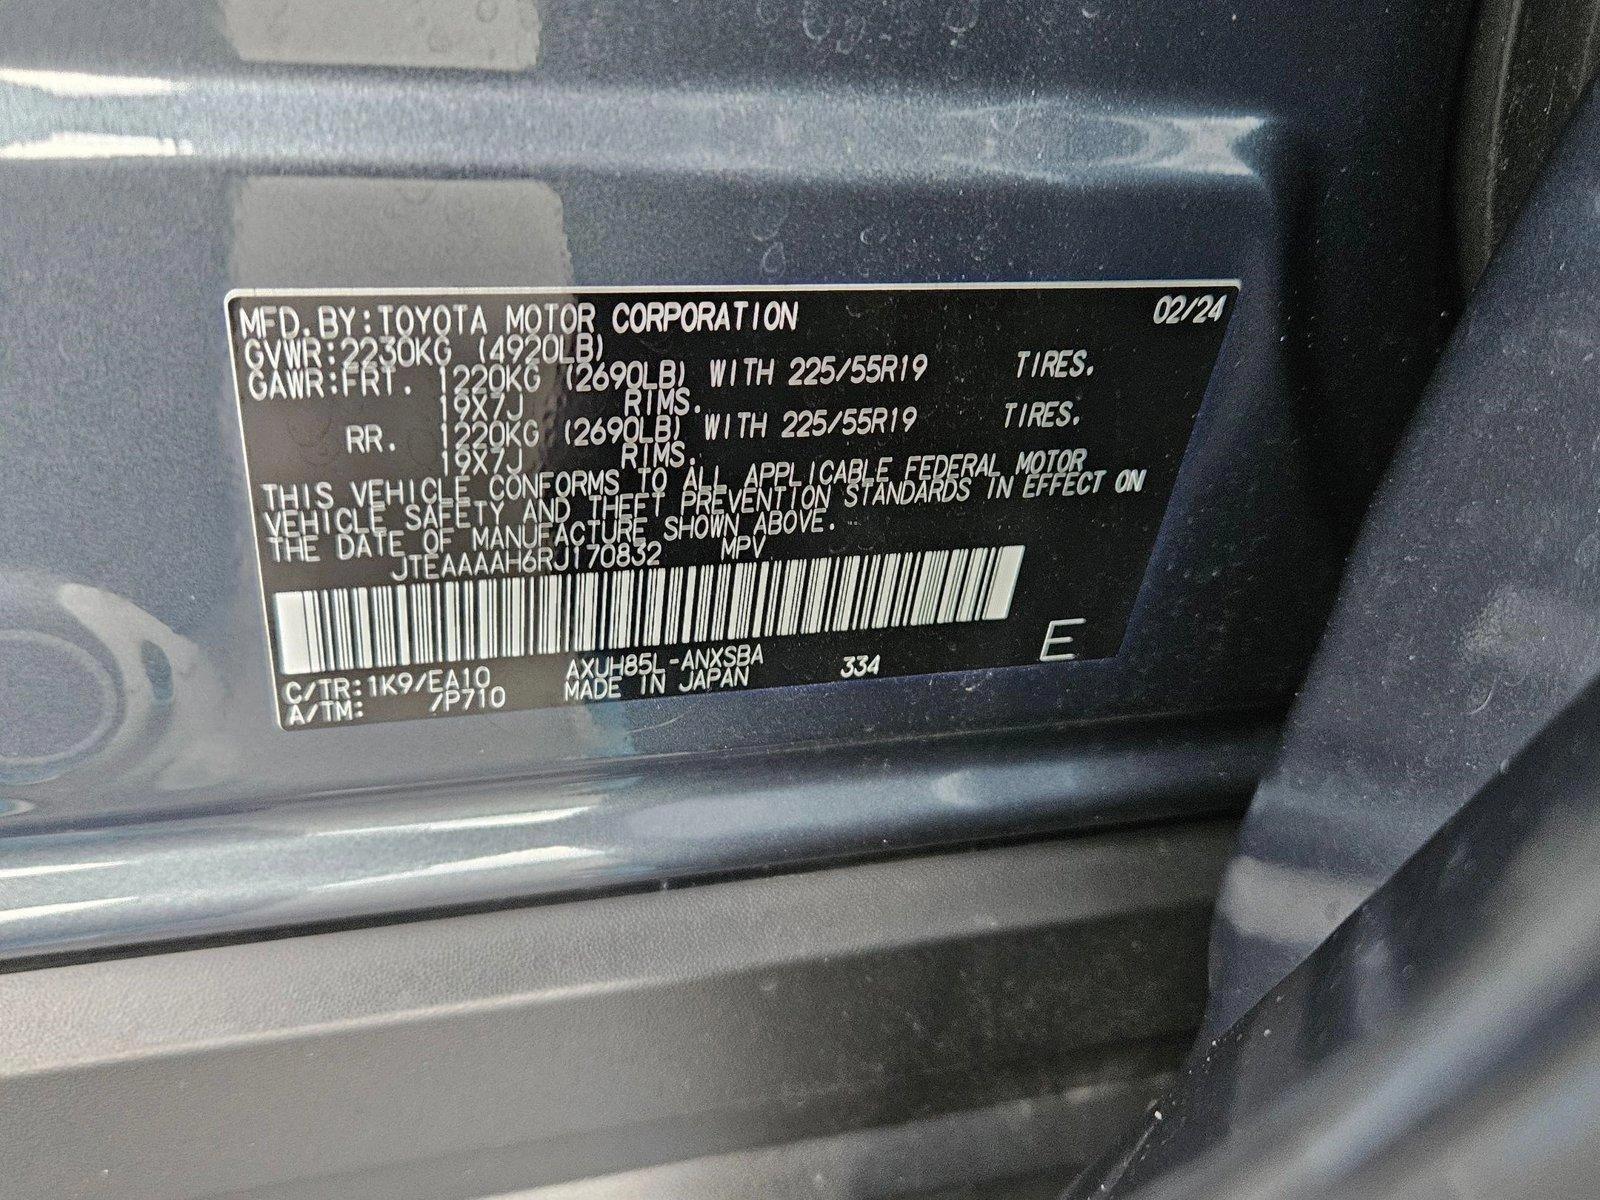 MFD. BY:TOYOTA MOTOR CORPORATION 02/24
GVWR:2230KG (4920LB)
GAWR:FRT. 1220KG (2690LB) WITH 225/55R19 TIRES.
19X7J RIMS.
RR. 1220KG (2690LB) WITH 225/55R19 TIRES.
19X7J RIMS.
THIS VEHICLE CONFORMS TO ALL APPLICABLE FEDERAL MOTOR
VEHICLE SAFETY AND THEFT PREVENTION STANDARDS IN EFFECT ON
THE DATE OF MANUFACTURE SHOWN ABOVE.
JTEAAAAH6RJ170832 MPV
C/TR:1K9/EA10 AXUH85L-ANXSBA 334 E
A/TM: /P710 MADE IN JAPAN